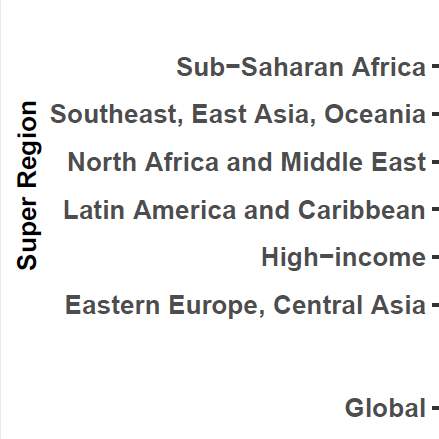 Super Region
Sub−Saharan Africa
Southeast, East Asia, Oceania
North Africa and Middle East
Latin America and Caribbean
High−income
Eastern Europe, Central Asia
Global